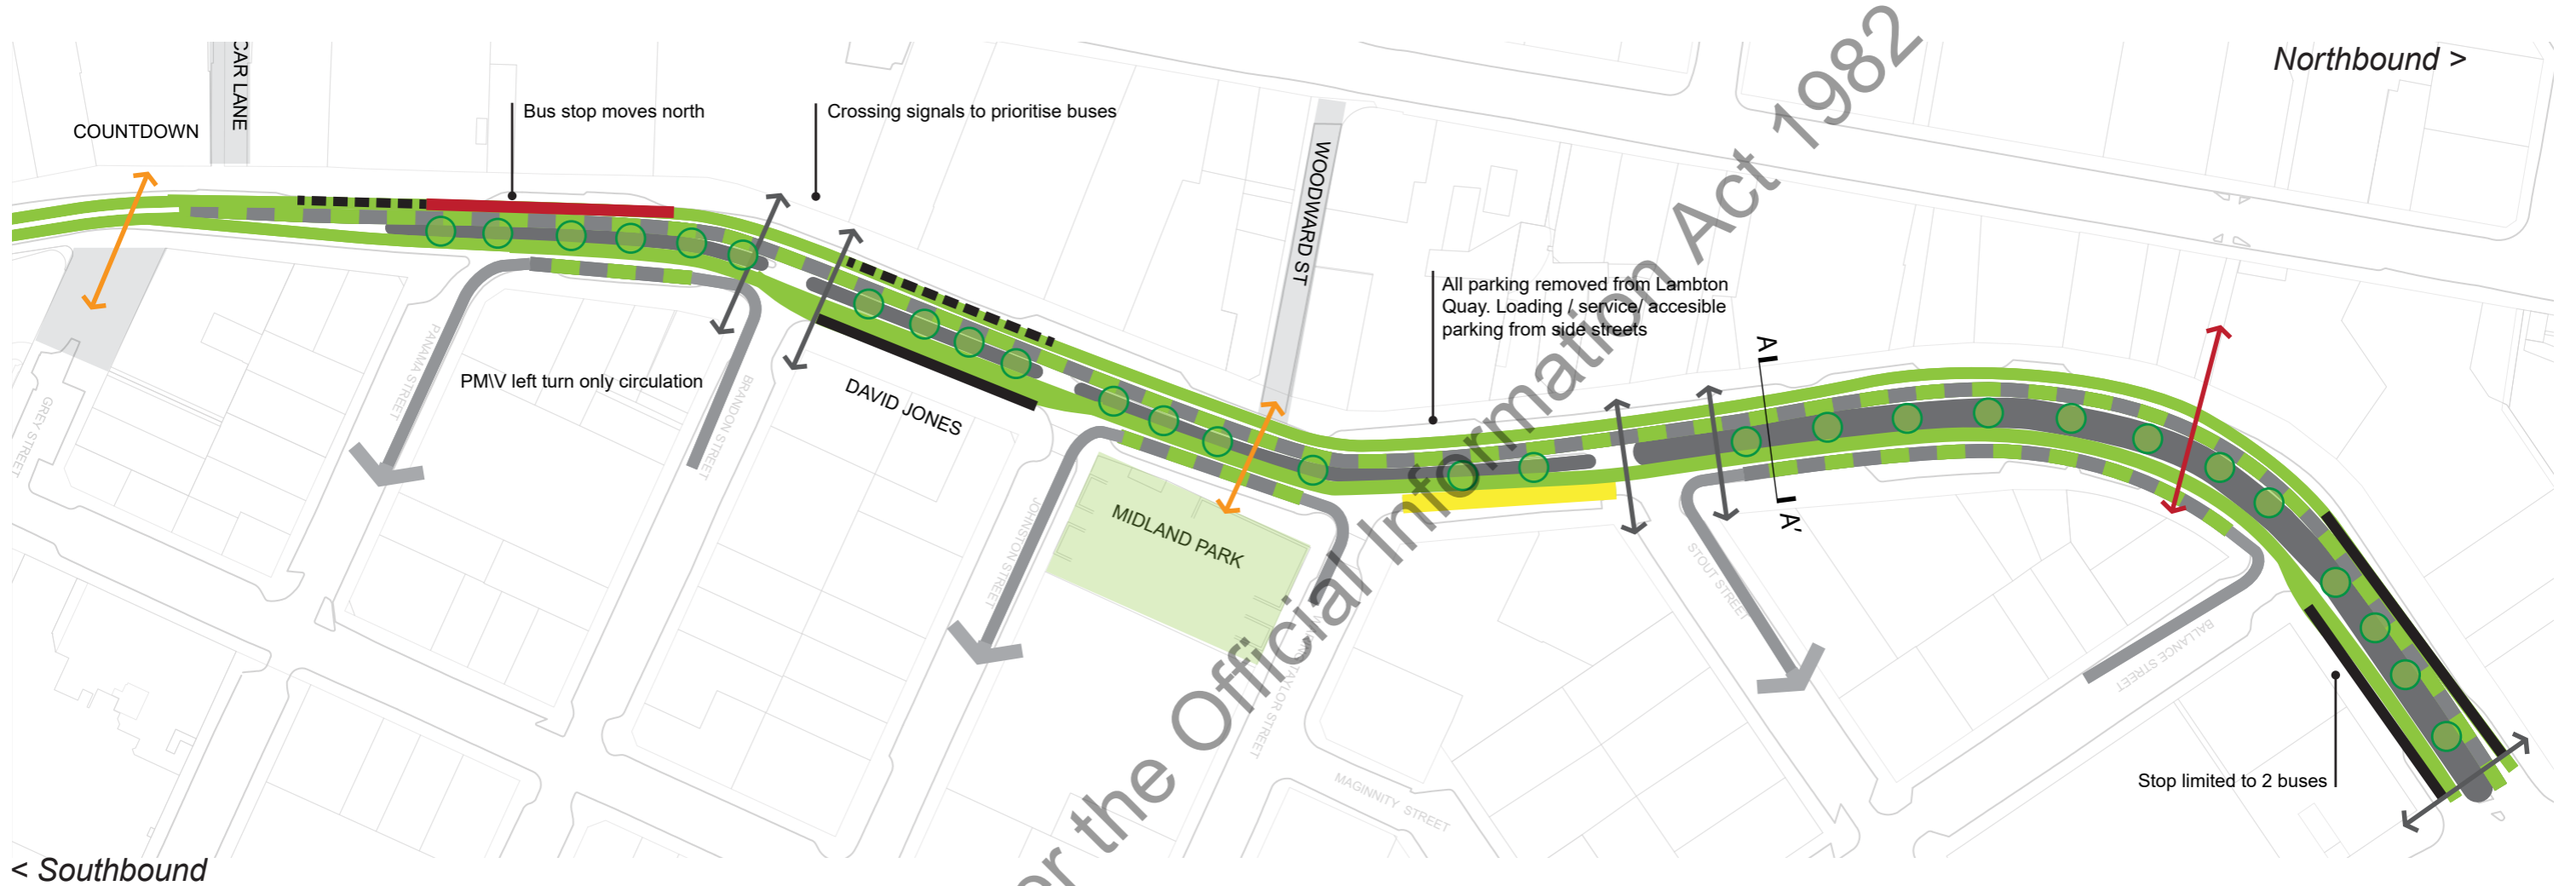 Northbound >
CAR LANE
COUNTDOWN
Bus stop moves north
Crossing signals to prioritise buses
WOODWARD ST
All parking removed from Lambton
Quay. Loading / service/ accesible
parking from side streets
A
A'
PM\V left turn only circulation
PANAMA STREET
BRANDON STREET
GREY STREET
DAVID JONES
JOHNSTON STREET
MIDLAND PARK
STOUT STREET
BALLANCE STREET
TAYLOR STREET
MAGINNITY STREET
Stop limited to 2 buses
< Southbound
er the Official Information Act 1982